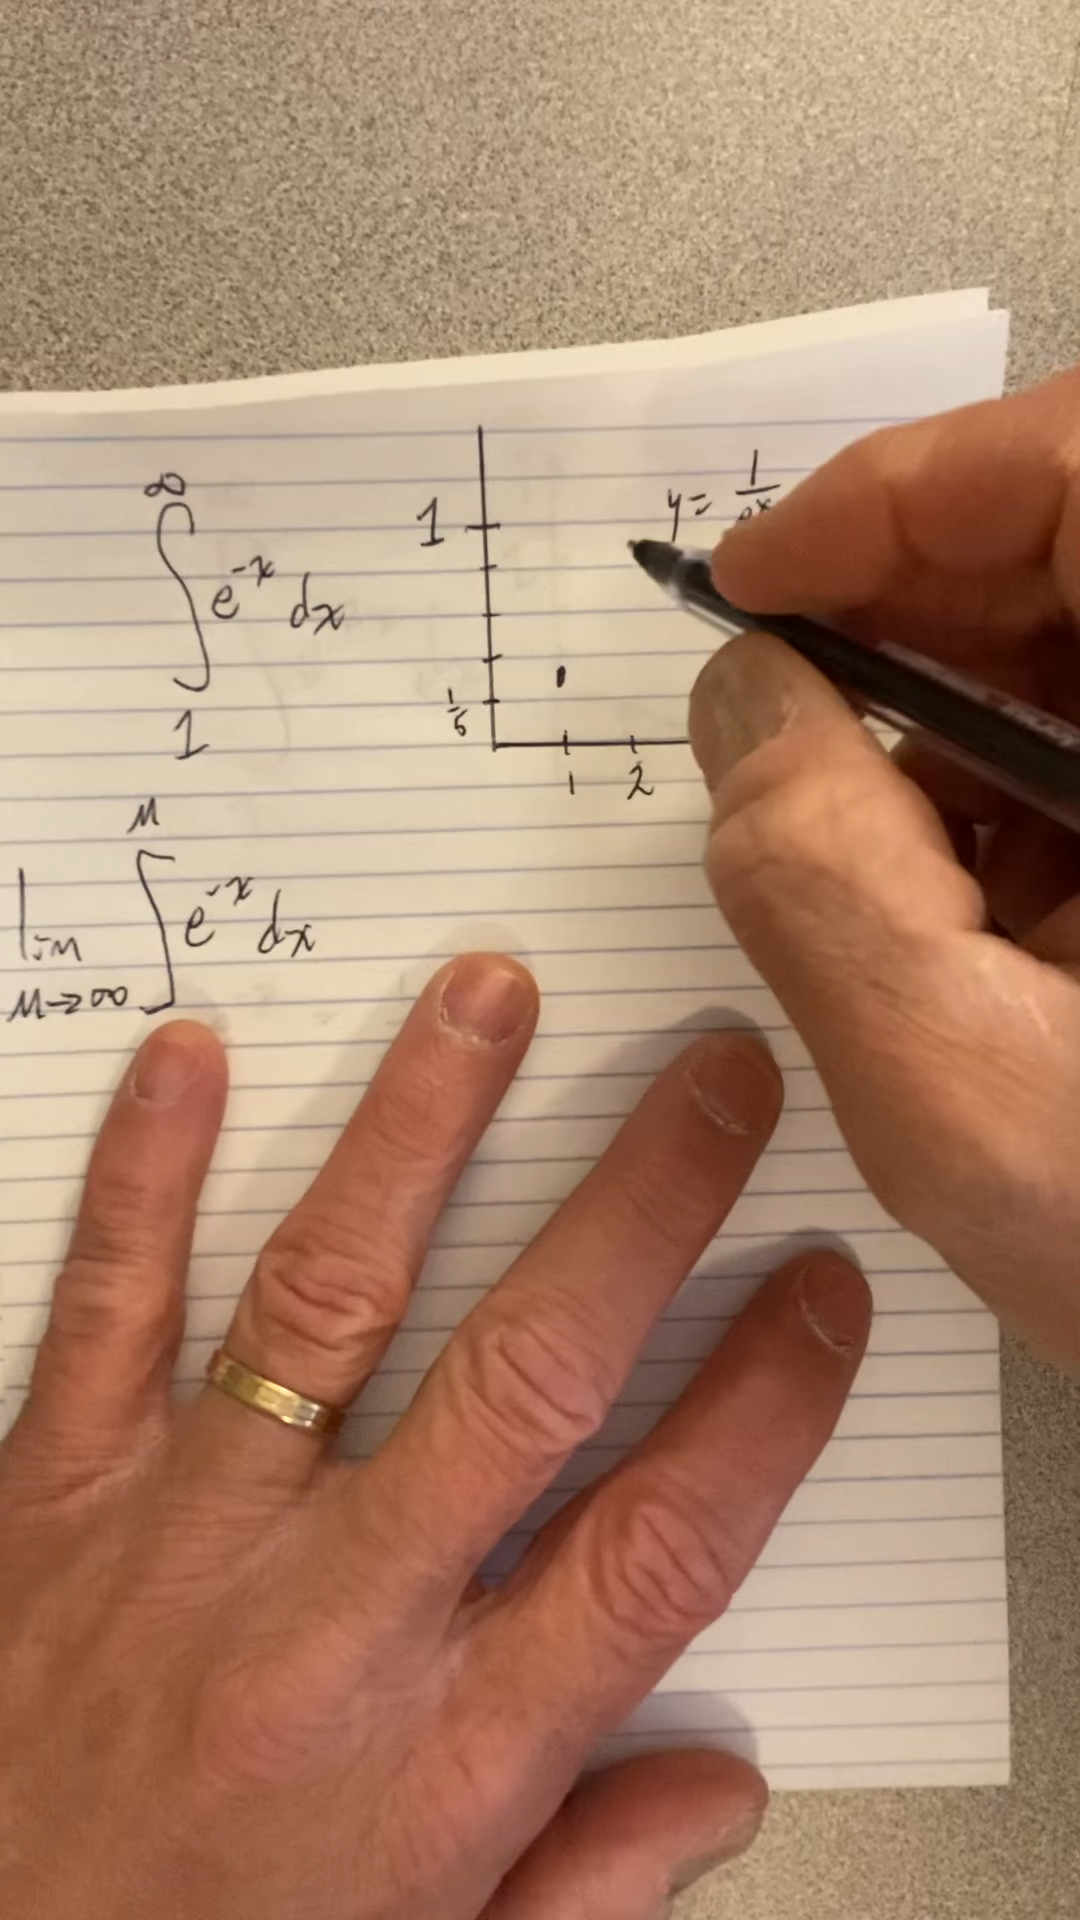 ∫₁^∞ e^-x dx
lim M→∞ ∫^M e^-x dx
y = 1/e^x
1
1/5
1 2